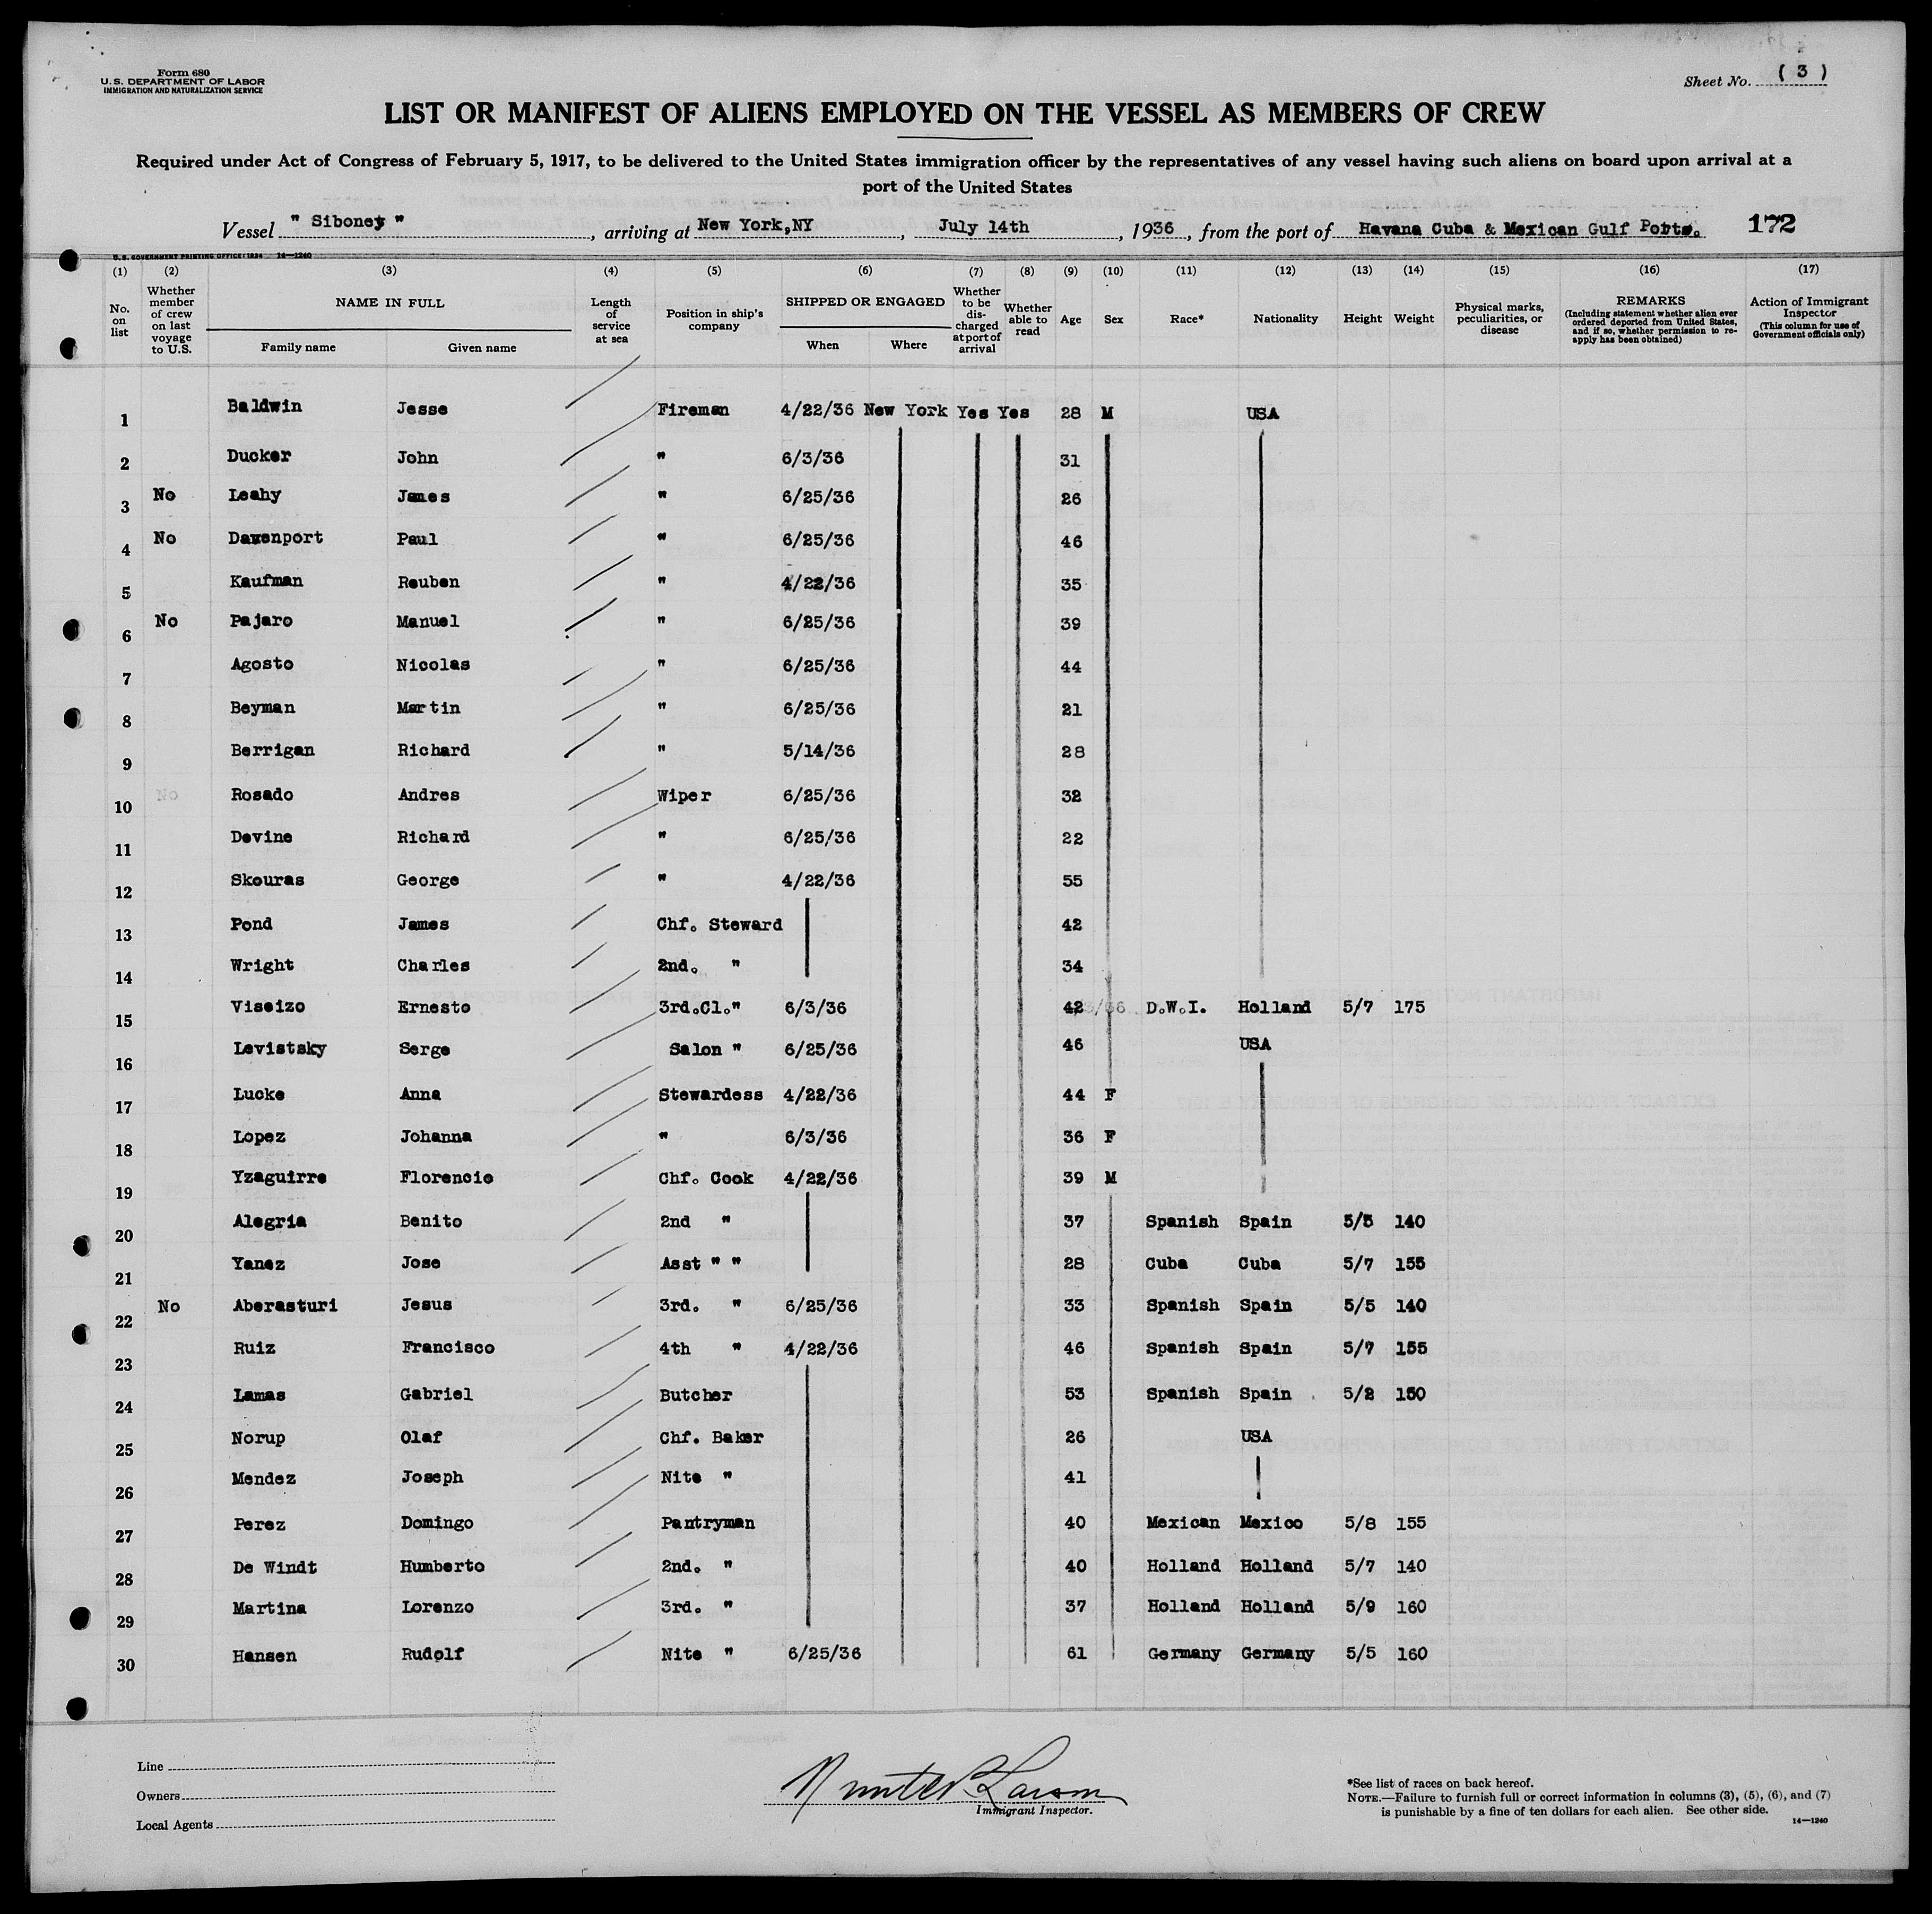 Form 680
U. S. DEPARTMENT OF LABOR
IMMIGRATION AND NATURALIZATION SERVICE
Sheet No. ( 3 )
LIST OR MANIFEST OF ALIENS EMPLOYED ON THE VESSEL AS MEMBERS OF CREW
Required under Act of Congress of February 5, 1917, to be delivered to the United States immigration officer by the representatives of any vessel having such aliens on board upon arrival at a
port of the United States
Vessel " Siboney ", arriving at New York,NY, July 14th, 1936, from the port of Havana Cuba & Mexican Gulf Ports. 172
U. S. GOVERNMENT PRINTING OFFICE: 1934 14—1240
(1) (2) (3) (4) (5) (6) (7) (8) (9) (10) (11) (12) (13) (14) (15) (16) (17)
No. on list
Whether member of crew on last voyage to U.S.
NAME IN FULL
Family name Given name
Length of service at sea
Position in ship's company
SHIPPED OR ENGAGED
When Where
Whether to be discharged at port of arrival
Whether able to read
Age
Sex
Race*
Nationality
Height
Weight
Physical marks, peculiarities, or disease
REMARKS
(Including statement whether alien ever ordered deported from United States, and if so, whether permission to reapply has been obtained)
Action of Immigrant Inspector
(This column for use of Government officials only)
1 Baldwin Jesse Fireman 4/22/36 New York Yes Yes 28 M USA
2 Ducker John " 6/3/36 31
3 No Leahy James " 6/25/36 26
4 No Davenport Paul " 6/25/36 46
5 Kaufman Reuben " 4/22/36 35
6 No Pajaro Manuel " 6/25/36 39
7 Agosto Nicolas " 6/25/36 44
8 Beyman Martin " 6/25/36 21
9 Berrigan Richard " 5/14/36 28
10 No Rosado Andres Wiper 6/25/36 32
11 Devine Richard " 6/25/36 22
12 Skouras George " 4/22/36 55
13 Pond James Chf. Steward 42
14 Wright Charles 2nd. " 34
15 Viseizo Ernesto 3rd.Cl." 6/3/36 42 D.W.I. Holland 5/7 175
16 Levistsky Serge Salon " 6/25/36 46 USA
17 Lucke Anna Stewardess 4/22/36 44 F
18 Lopez Johanna " 6/3/36 36 F
19 Yzaguirre Florencio Chf. Cook 4/22/36 39 M
20 Alegria Benito 2nd " 37 Spanish Spain 5/5 140
21 Yanez Jose Asst " " 28 Cuba Cuba 5/7 155
22 No Aberasturi Jesus 3rd. " 6/25/36 33 Spanish Spain 5/5 140
23 Ruiz Francisco 4th " 4/22/36 46 Spanish Spain 5/7 155
24 Lamas Gabriel Butcher 53 Spanish Spain 5/2 150
25 Norup Olaf Chf. Baker 26 USA
26 Mendez Joseph Nite " 41
27 Perez Domingo Pantryman 40 Mexican Mexico 5/8 155
28 De Windt Humberto 2nd. " 40 Holland Holland 5/7 140
29 Martina Lorenzo 3rd. " 37 Holland Holland 5/9 160
30 Hansen Rudolf Nite " 6/25/36 61 Germany Germany 5/5 160
Line
Owners
Local Agents
Immigrant Inspector.
*See list of races on back hereof.
NOTE.—Failure to furnish full or correct information in columns (3), (5), (6), and (7)
is punishable by a fine of ten dollars for each alien. See other side.
14—1240